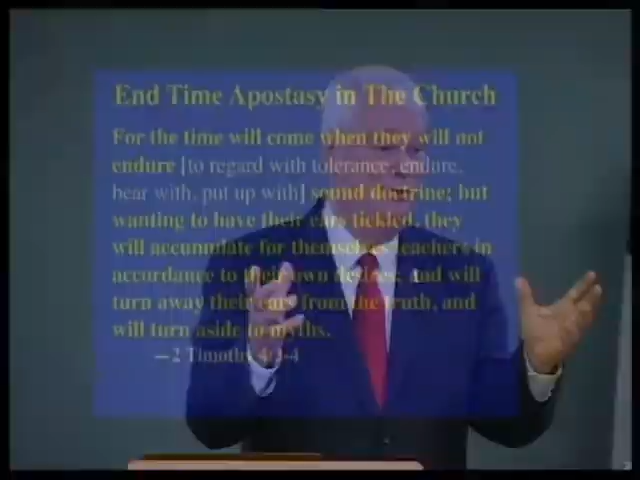 End Time Apostasy in The Church
For the time will come when they will not
endure [to regard with tolerance, endure,
bear with, put up with] sound doctrine; but
wanting to have their ears tickled, they
will accumulate for themselves teachers in
accordance to their own desires; and will
turn away their ears from the truth, and
will turn aside to myths.
—2 Timothy 4:3-4